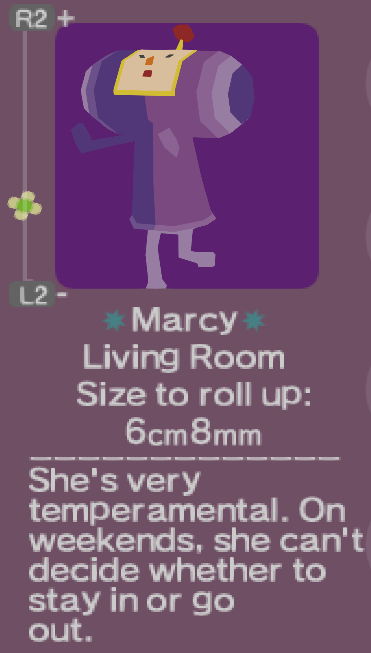 R2 +
L2 -
Marcy
Living Room
Size to roll up:
6cm8mm
She's very
temperamental. On
weekends, she can't
decide whether to
stay in or go
out.